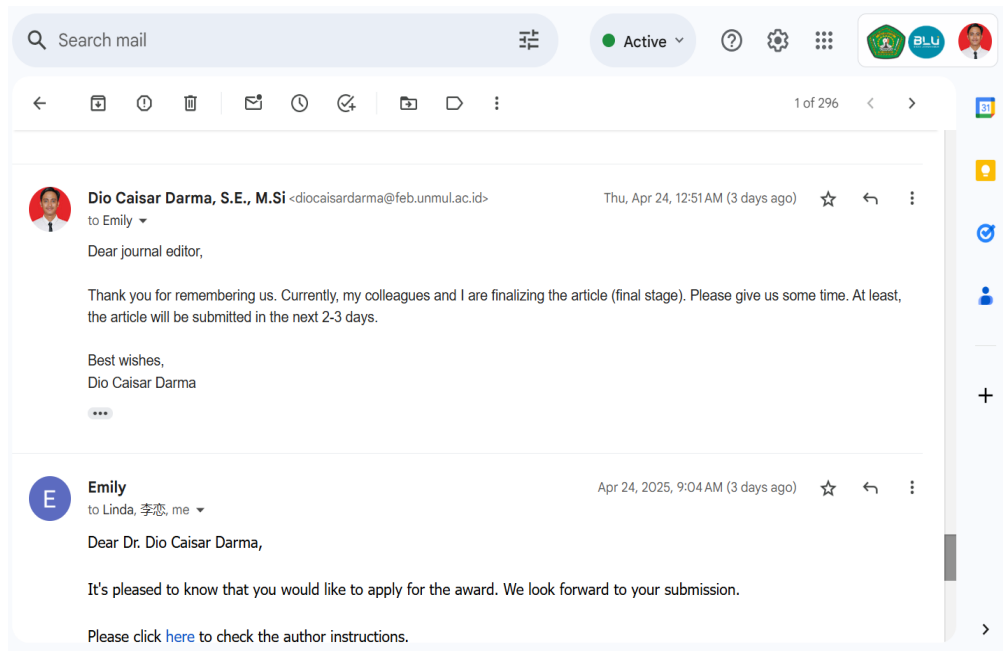 Search mail
Active
BLU
1 of 296
31
Dio Caisar Darma, S.E., M.Si <diocaisardarma@feb.unmul.ac.id>
Thu, Apr 24, 12:51 AM (3 days ago)
to Emily
Dear journal editor,
Thank you for remembering us. Currently, my colleagues and I are finalizing the article (final stage). Please give us some time. At least,
the article will be submitted in the next 2-3 days.
Best wishes,
Dio Caisar Darma
E
Emily
Apr 24, 2025, 9:04 AM (3 days ago)
to Linda, 李恋, me
Dear Dr. Dio Caisar Darma,
It's pleased to know that you would like to apply for the award. We look forward to your submission.
Please click here to check the author instructions.